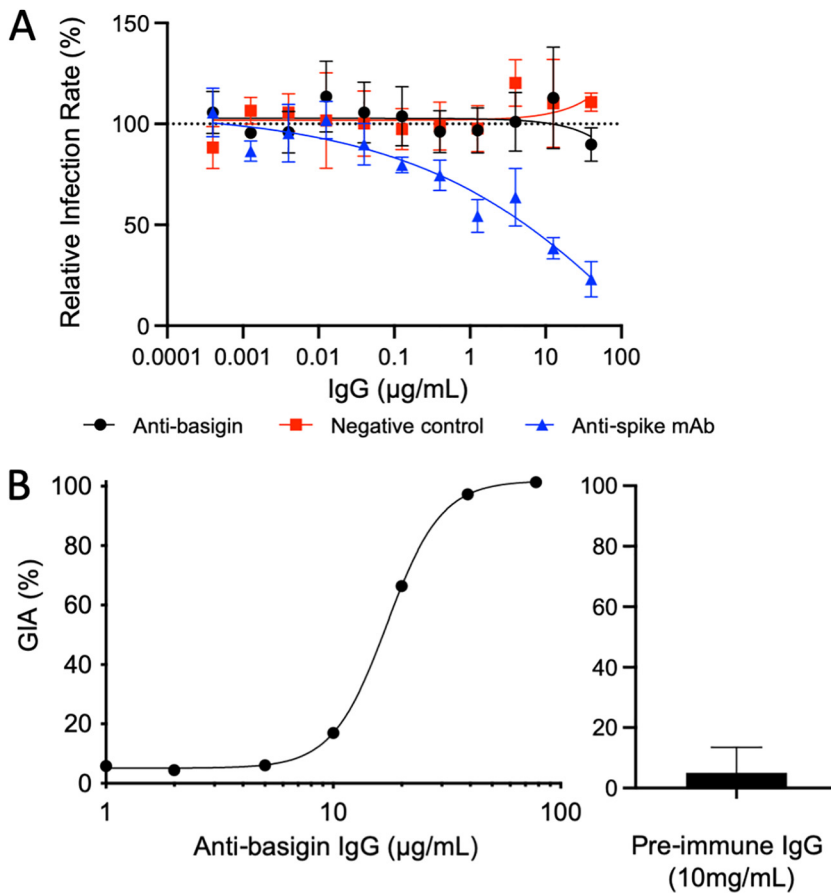 A
Relative Infection Rate (%)
150
100
50
0
0.0001 0.001 0.01 0.1 1 10 100
IgG (µg/mL)
Anti-basigin Negative control Anti-spike mAb
B
GIA (%)
100
80
60
40
20
0
1 10 100
Anti-basigin IgG (µg/mL)
100
80
60
40
20
0
Pre-immune IgG
(10mg/mL)